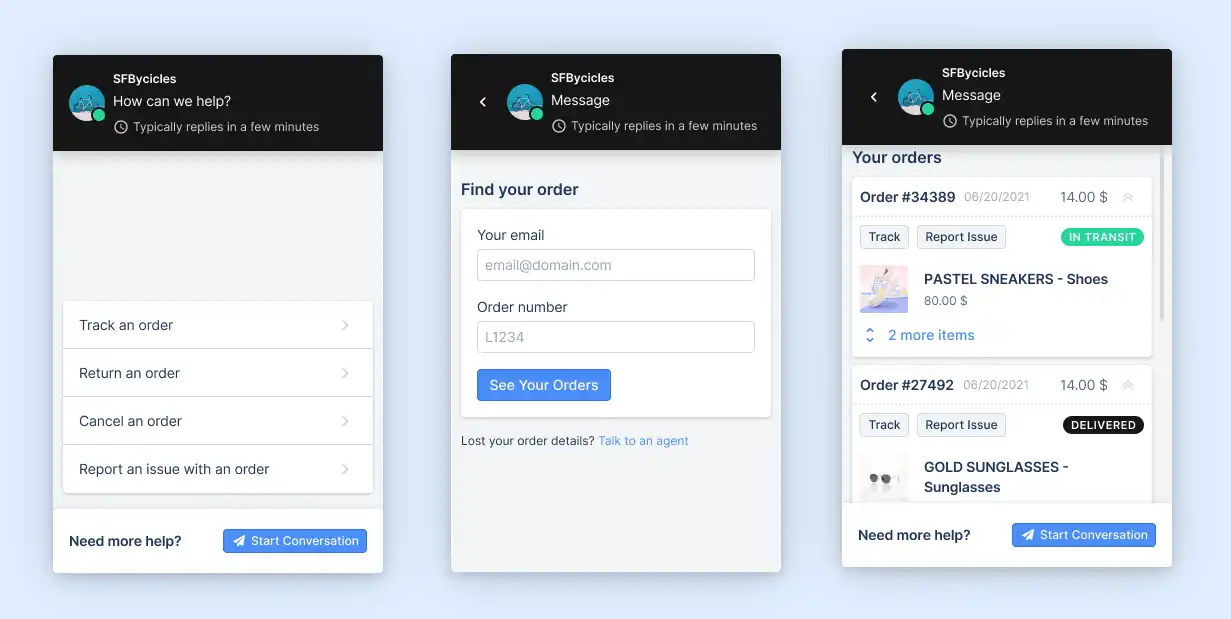 SFBycicles
How can we help?
Typically replies in a few minutes
Track an order
Return an order
Cancel an order
Report an issue with an order
Need more help?
Start Conversation
SFBycicles
Message
Typically replies in a few minutes
Find your order
Your email
email@domain.com
Order number
L1234
See Your Orders
Lost your order details? Talk to an agent
SFBycicles
Message
Typically replies in a few minutes
Your orders
Order #34389 06/20/2021 14.00 $
Track Report Issue IN TRANSIT
PASTEL SNEAKERS - Shoes
80.00 $
2 more items
Order #27492 06/20/2021 14.00 $
Track Report Issue DELIVERED
GOLD SUNGLASSES -
Sunglasses
Need more help?
Start Conversation